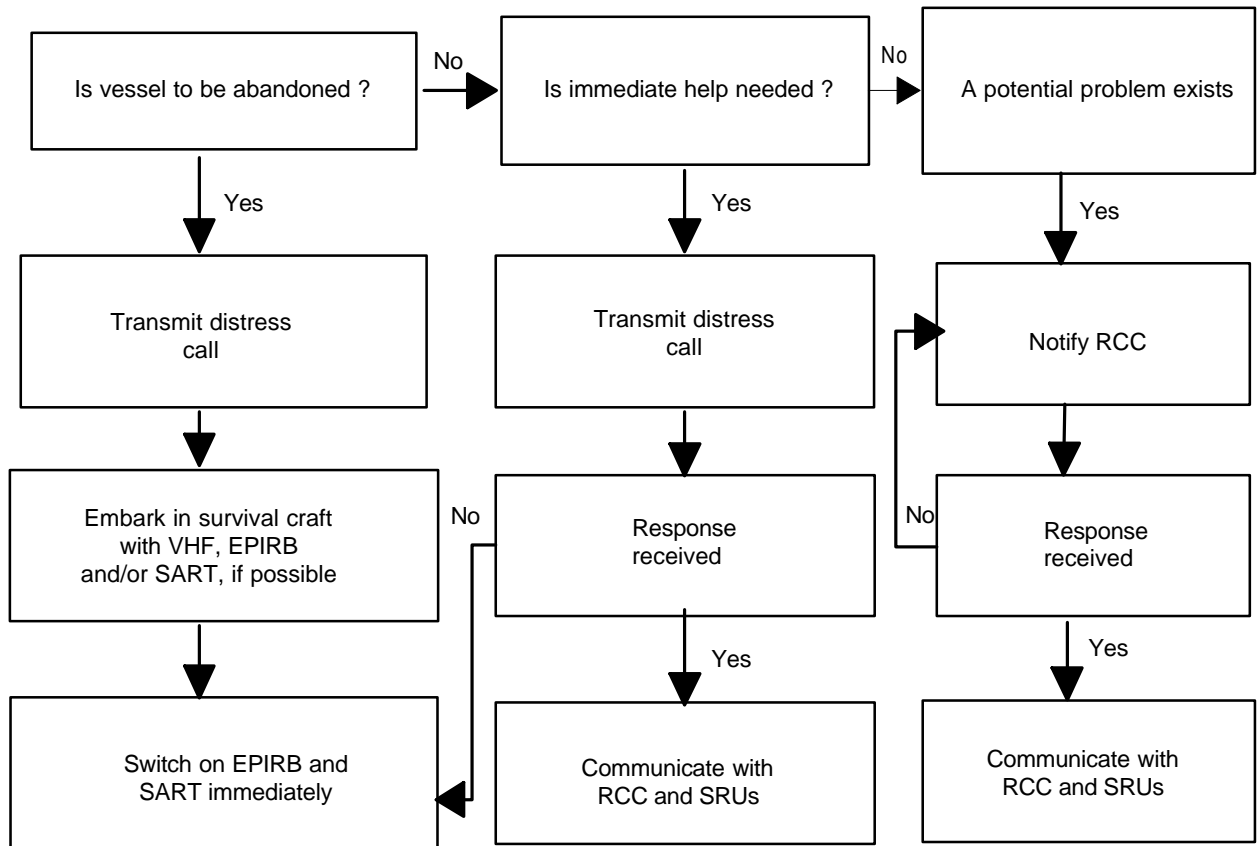 Is vessel to be abandoned ?
No
Is immediate help needed ?
No
A potential problem exists
Yes
Yes
Yes
Transmit distress
call
Transmit distress
call
Notify RCC
Embark in survival craft
with VHF, EPIRB
and/or SART, if possible
No
Response
received
No
Response
received
Yes
Yes
Switch on EPIRB and
SART immediately
Communicate with
RCC and SRUs
Communicate with
RCC and SRUs